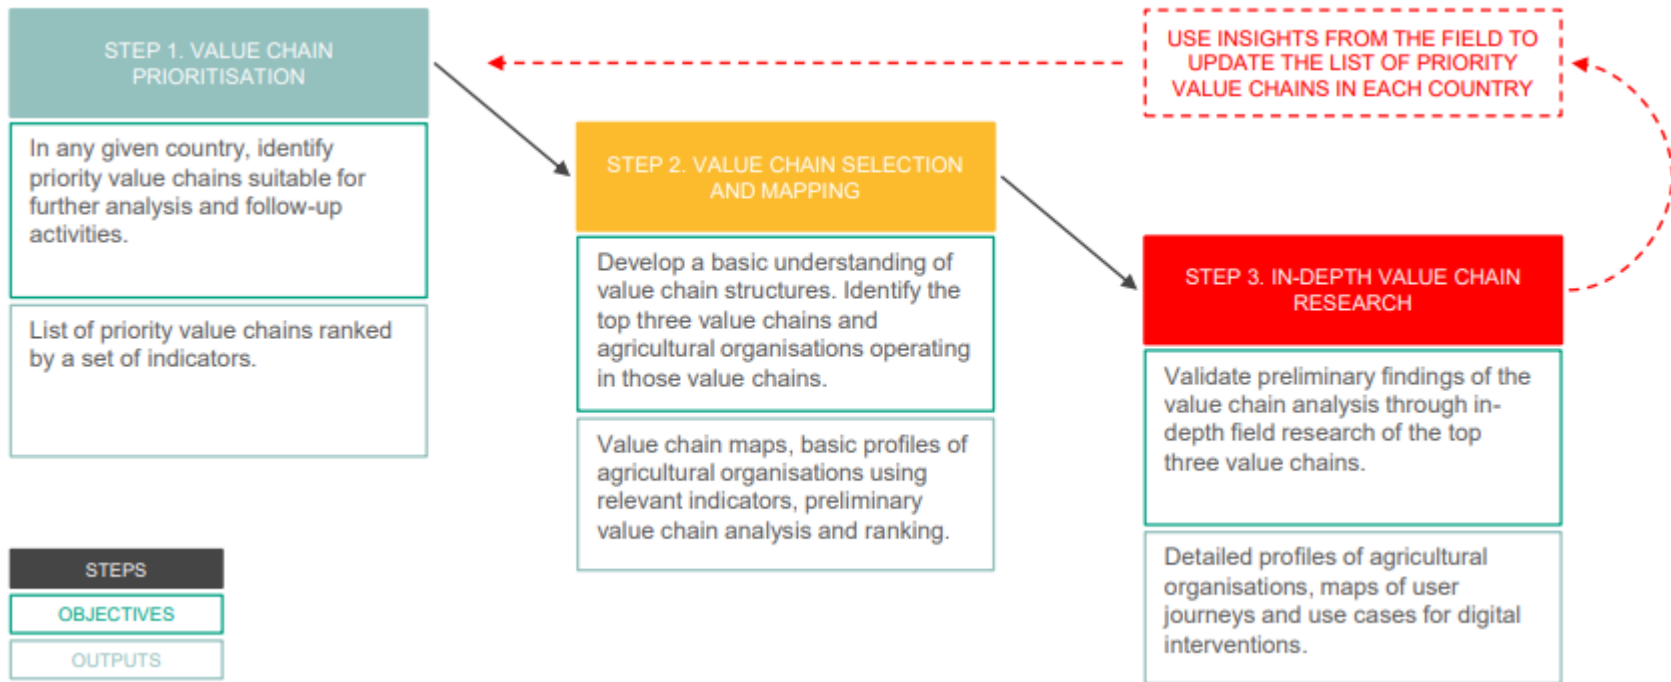 STEP 1. VALUE CHAIN
PRIORITISATION
In any given country, identify
priority value chains suitable for
further analysis and follow-up
activities.
List of priority value chains ranked
by a set of indicators.
STEP 2. VALUE CHAIN SELECTION
AND MAPPING
Develop a basic understanding of
value chain structures. Identify the
top three value chains and
agricultural organisations operating
in those value chains.
Value chain maps, basic profiles of
agricultural organisations using
relevant indicators, preliminary
value chain analysis and ranking.
USE INSIGHTS FROM THE FIELD TO
UPDATE THE LIST OF PRIORITY
VALUE CHAINS IN EACH COUNTRY
STEP 3. IN-DEPTH VALUE CHAIN
RESEARCH
Validate preliminary findings of the
value chain analysis through in-
depth field research of the top
three value chains.
Detailed profiles of agricultural
organisations, maps of user
journeys and use cases for digital
interventions.
STEPS
OBJECTIVES
OUTPUTS